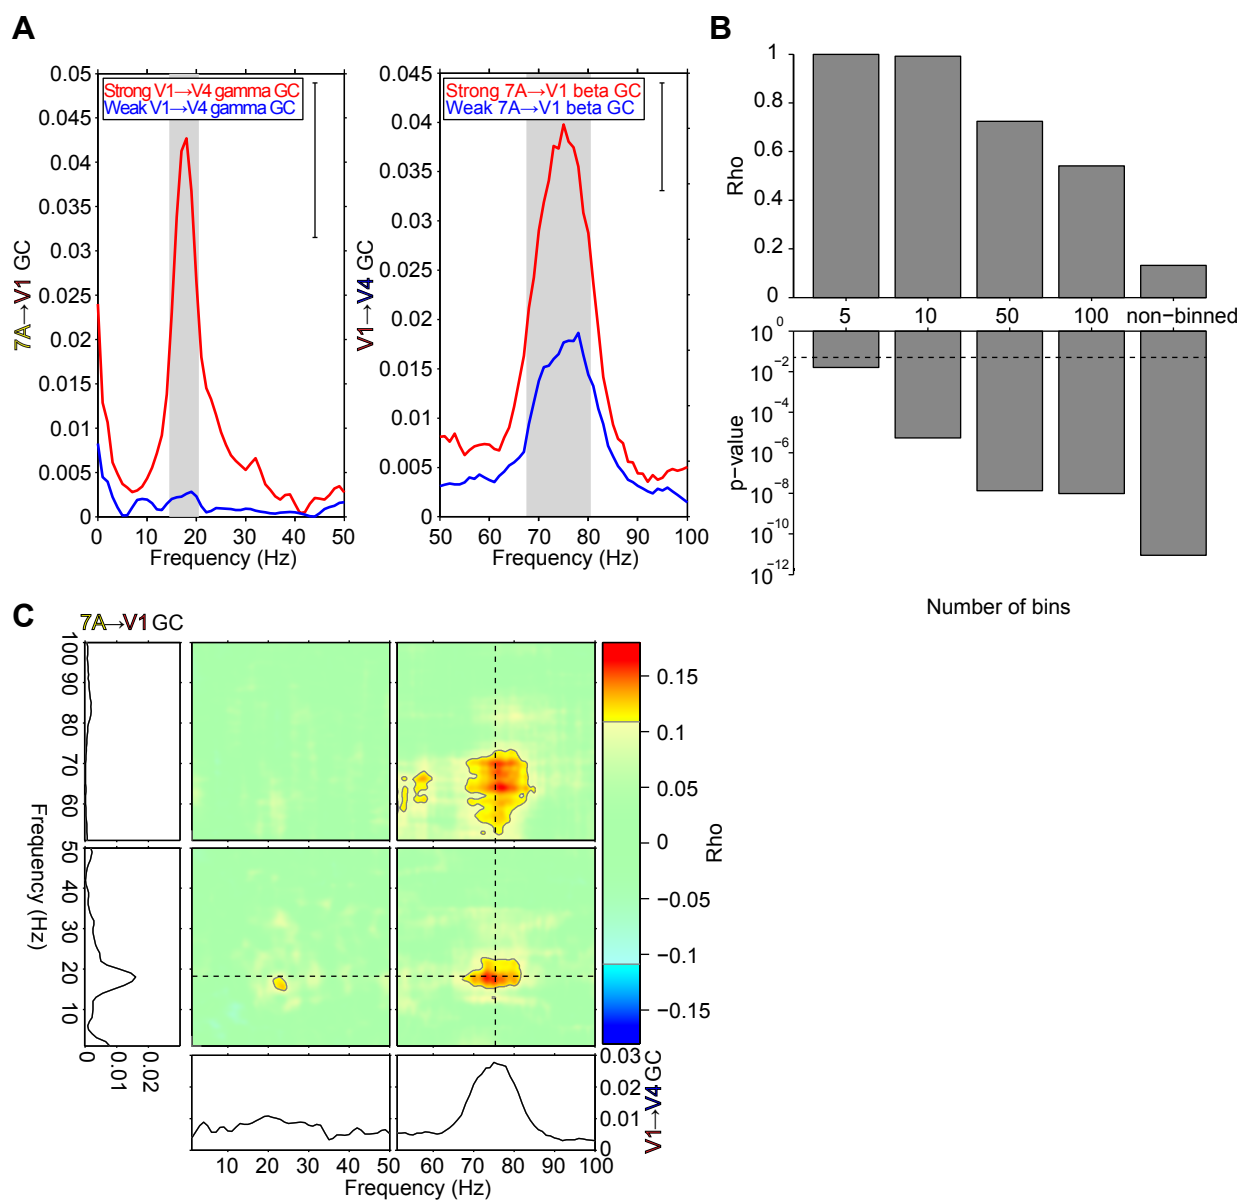 A
0.05
0.045
0.04
0.035
0.03
0.025
0.02
0.015
0.01
0.005
0
7A→V1 GC
Strong V1→V4 gamma GC
Weak V1→V4 gamma GC
0 10 20 30 40 50
Frequency (Hz)
0.045
0.04
0.035
0.03
0.025
0.02
0.015
0.01
0.005
0
V1→V4 GC
Strong 7A→V1 beta GC
Weak 7A→V1 beta GC
50 60 70 80 90 100
Frequency (Hz)
B
1
0.8
0.6
0.4
0.2
0
Rho
5 10 50 100 non−binned
10^0
10^−2
10^−4
10^−6
10^−8
10^−10
10^−12
p−value
Number of bins
C
7A→V1 GC
100
90
80
70
60
50
40
30
20
10
Frequency (Hz)
0 0.01 0.02
0.15
0.1
0.05
0
−0.05
−0.1
−0.15
Rho
0.03
0.02
0.01
0
V1→V4 GC
10 20 30 40 50 60 70 80 90 100
Frequency (Hz)